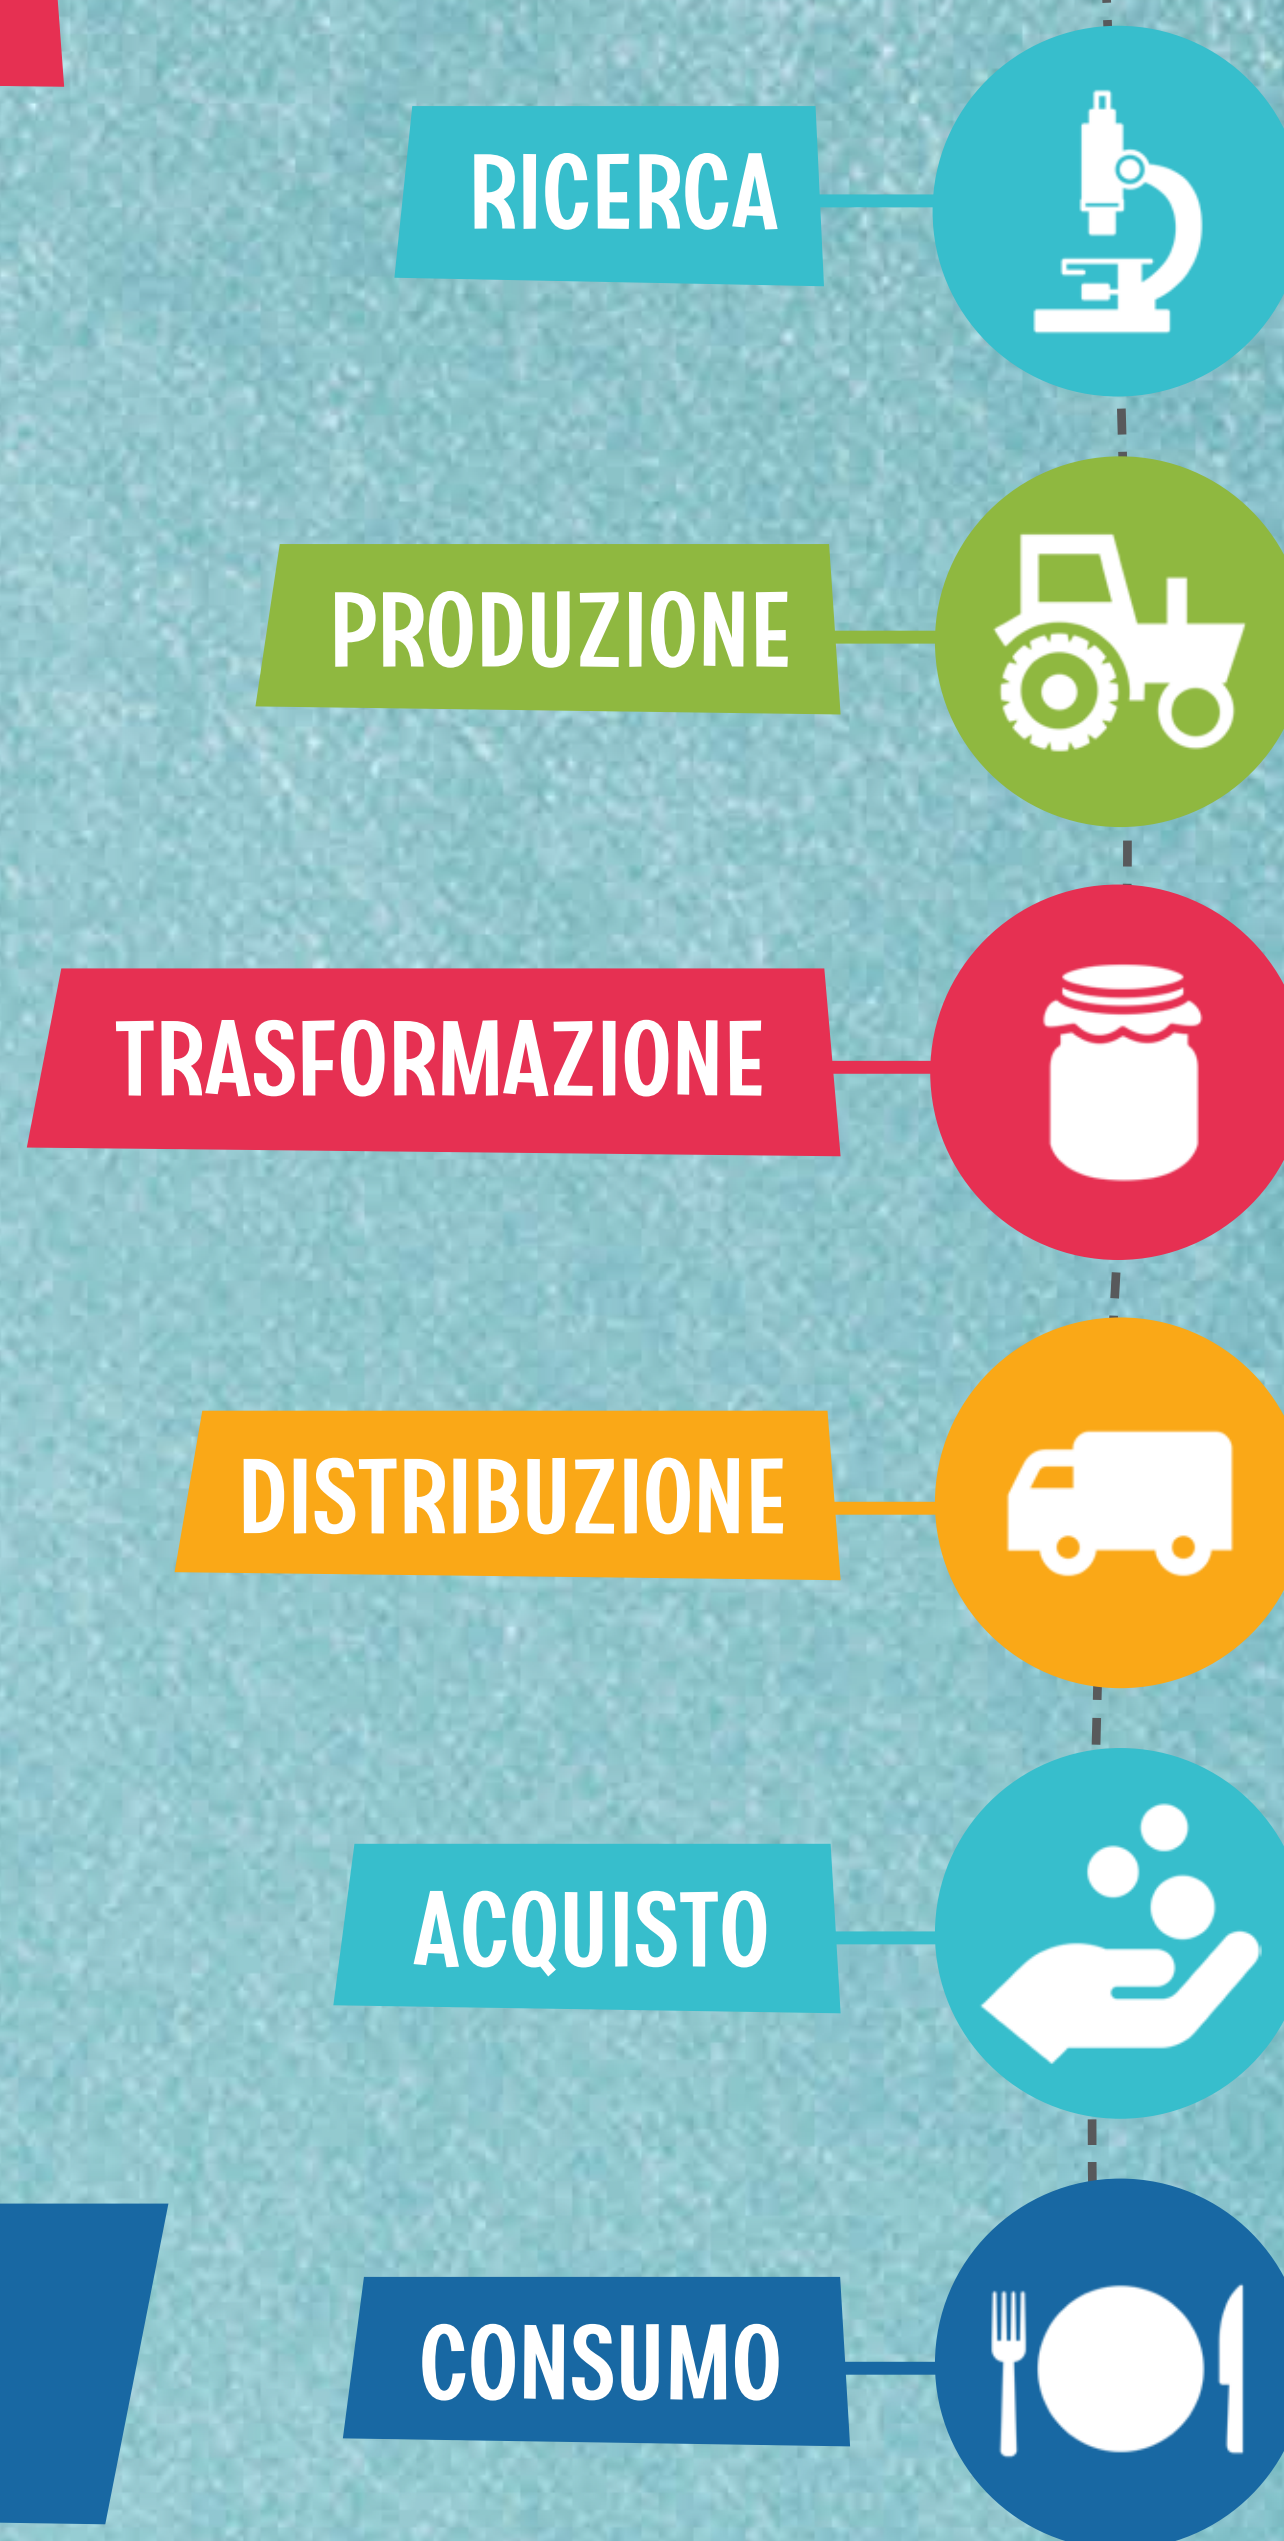 RICERCA
PRODUZIONE
TRASFORMAZIONE
DISTRIBUZIONE
ACQUISTO
CONSUMO